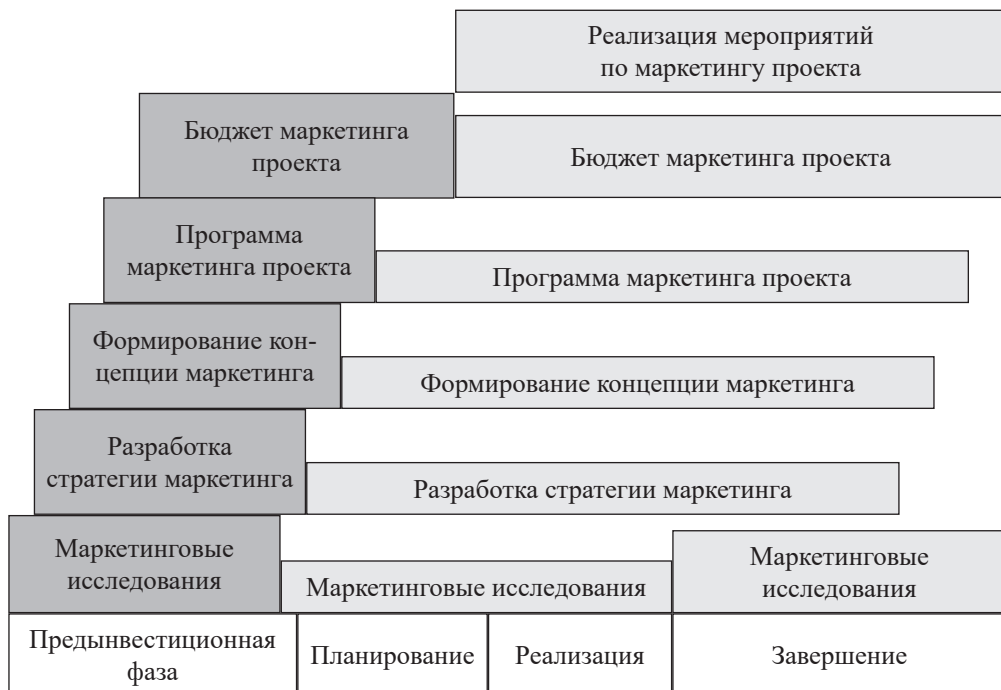 Реализация мероприятий
по маркетингу проекта
Бюджет маркетинга
проекта
Бюджет маркетинга проекта
Программа
маркетинга проекта
Программа маркетинга проекта
Формирование кон-
цепции маркетинга
Формирование концепции маркетинга
Разработка
стратегии маркетинга
Разработка стратегии маркетинга
Маркетинговые
исследования
Маркетинговые исследования
Маркетинговые
исследования
Предынвестиционная
фаза
Планирование
Реализация
Завершение